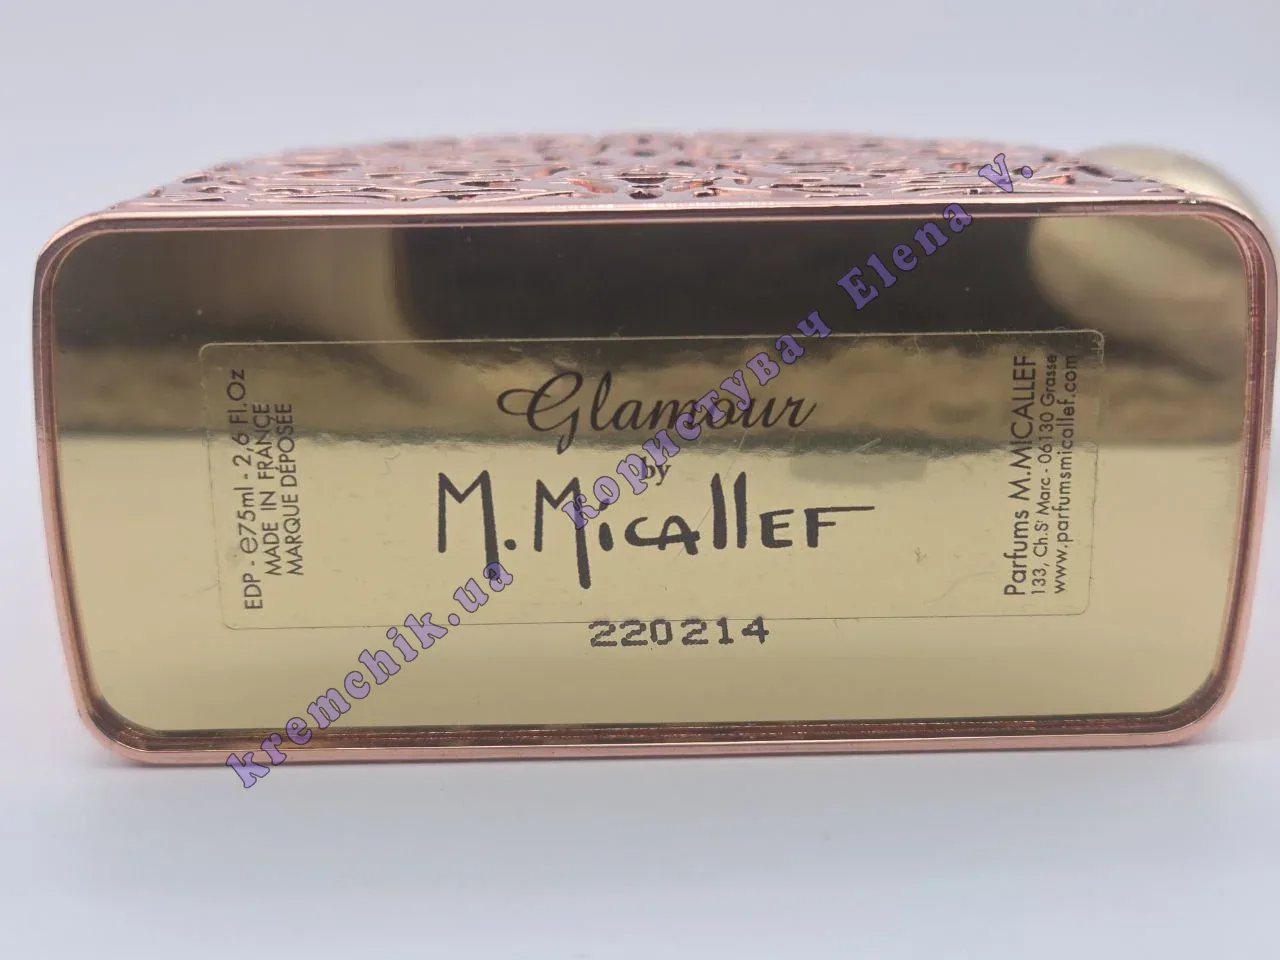 EDP - ℮75ml - 2,6 Fl.Oz
MADE IN FRANCE
MARQUE DÉPOSÉE
Glamour
by
M. MICALLEF
220214
Parfums M.MICALLEF
133, Ch.St Marc - 06130 Grasse
www.parfumsmicallef.com
kremchik.ua користувач Elena v.